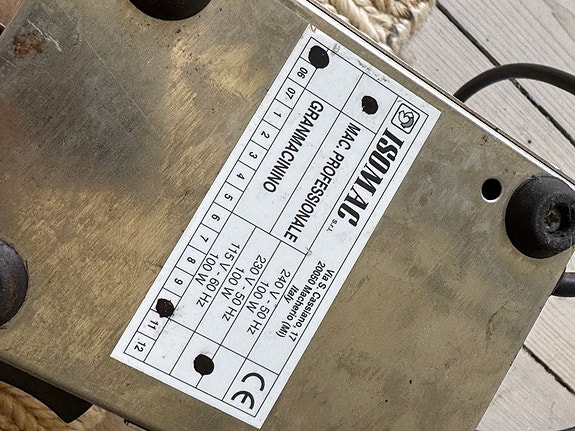 ISOMAC s.r.l.
Via S. Cassiano, 17
20050 Macherio (MI)
Italy
MAC. PROFESSIONALE
240 V - 50 Hz
100 W
230 V - 50 Hz
100 W
115 V - 60 Hz
100 W
CE
GRANMACININO
06 07 1 2 3 4 5 6 7 8 9 11 12